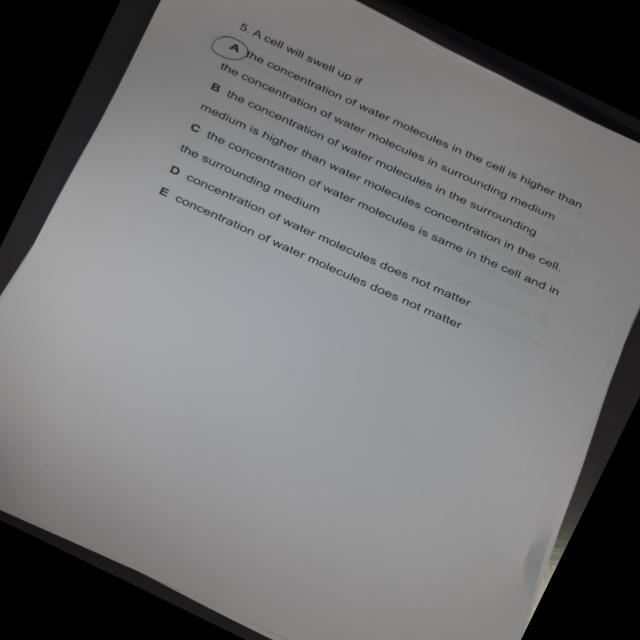 5. A cell will swell up if
A the concentration of water molecules in the cell is higher than
the concentration of water molecules in surrounding medium
B the concentration of water molecules in the surrounding
medium is higher than water molecules concentration in the cell.
C the concentration of water molecules is same in the cell and in
the surrounding medium
D concentration of water molecules does not matter
E concentration of water molecules does not matter